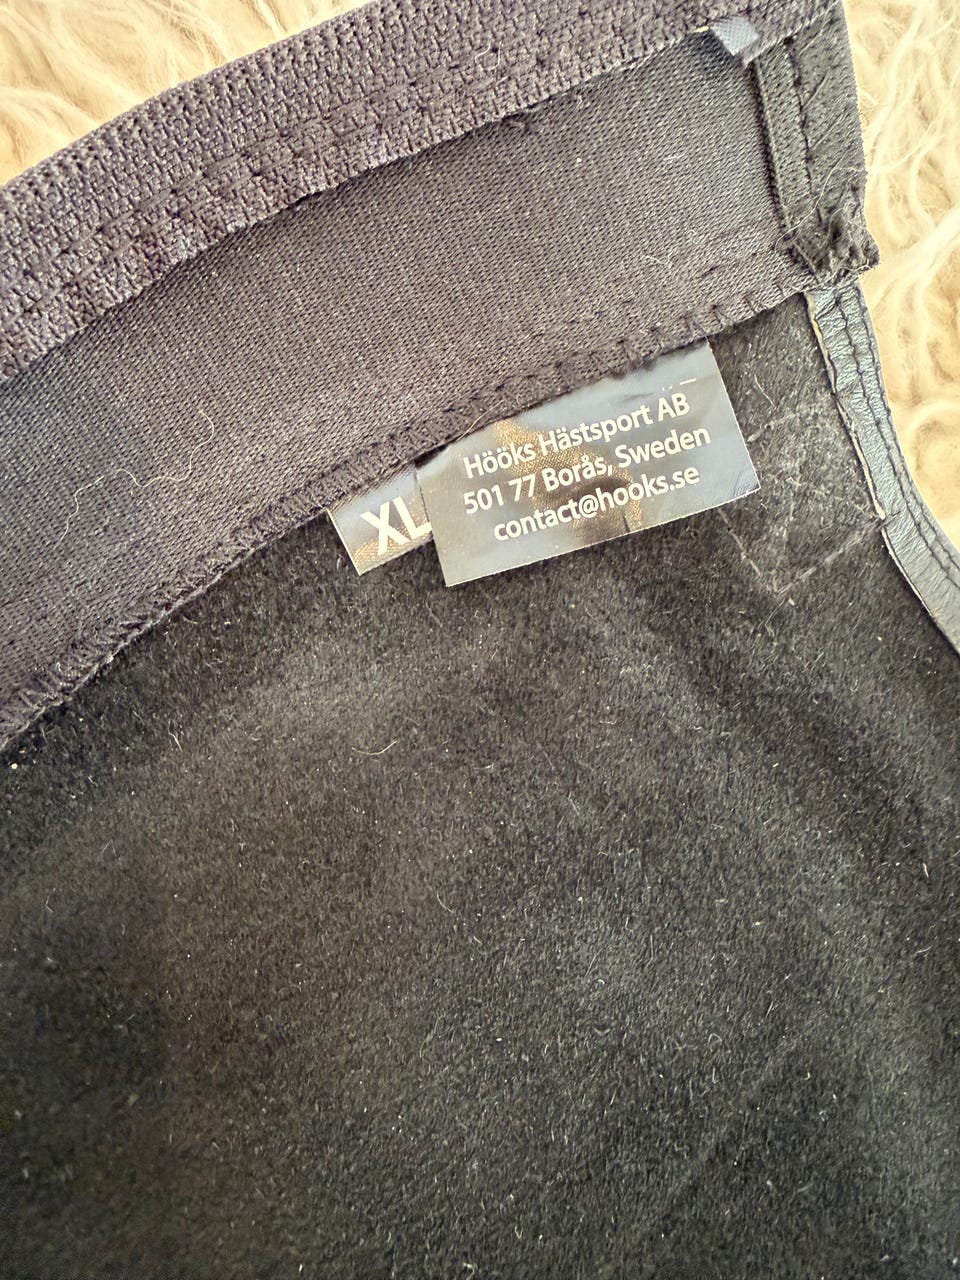 Hööks Hästsport AB
501 77 Borås, Sweden
contact@hooks.se
XL